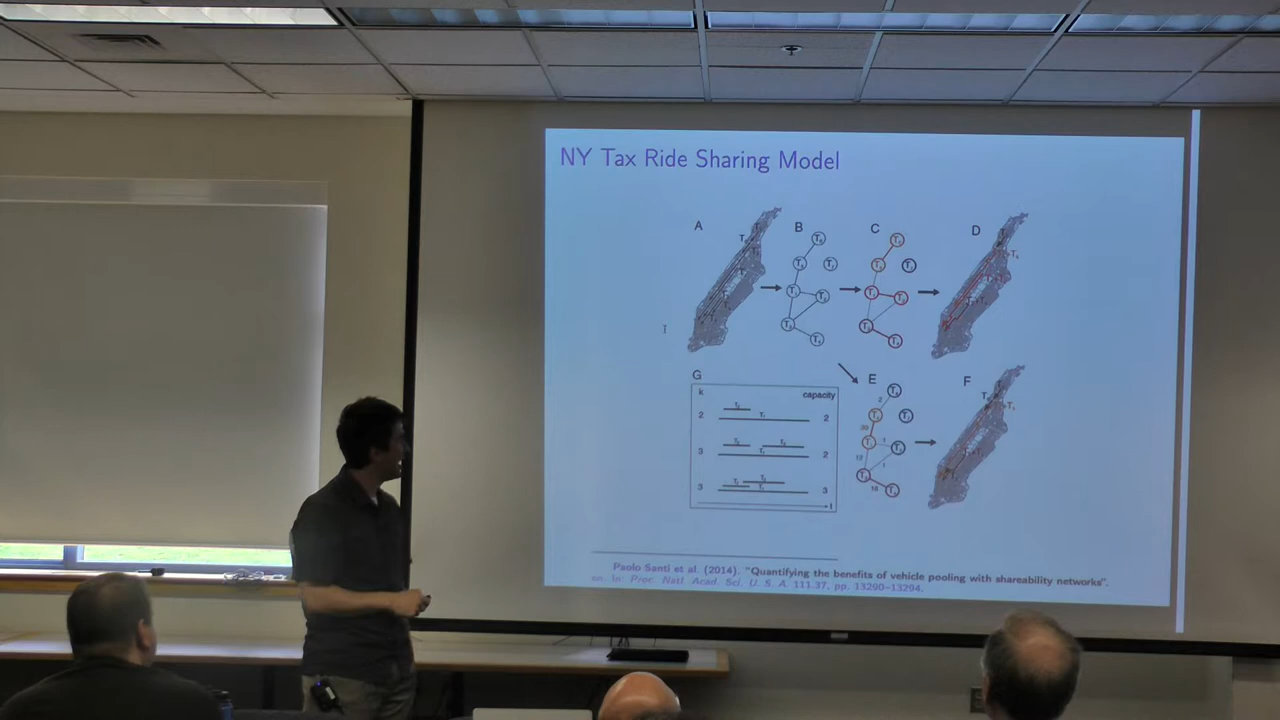 NY Tax Ride Sharing Model
A
B
C
D
G
k
capacity
2
2
3
2
3
3
t
E
F
Paolo Santi et al. (2014). "Quantifying the benefits of vehicle pooling with shareability networks".
en. In: Proc. Natl. Acad. Sci. U. S. A. 111.37, pp. 13290–13294.